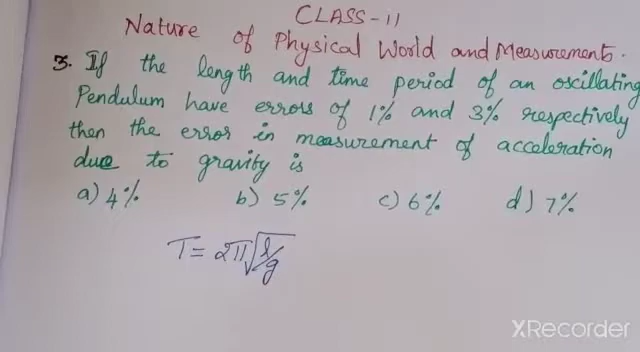 CLASS-11
Nature of Physical World and Measurements.
3. If the length and time period of an oscillating
Pendulum have errors of 1% and 3% respectively
then the error in measurement of acceleration
due to gravity is
a) 4% b) 5% c) 6% d) 7%
T = 2π√l/g
XRecorder